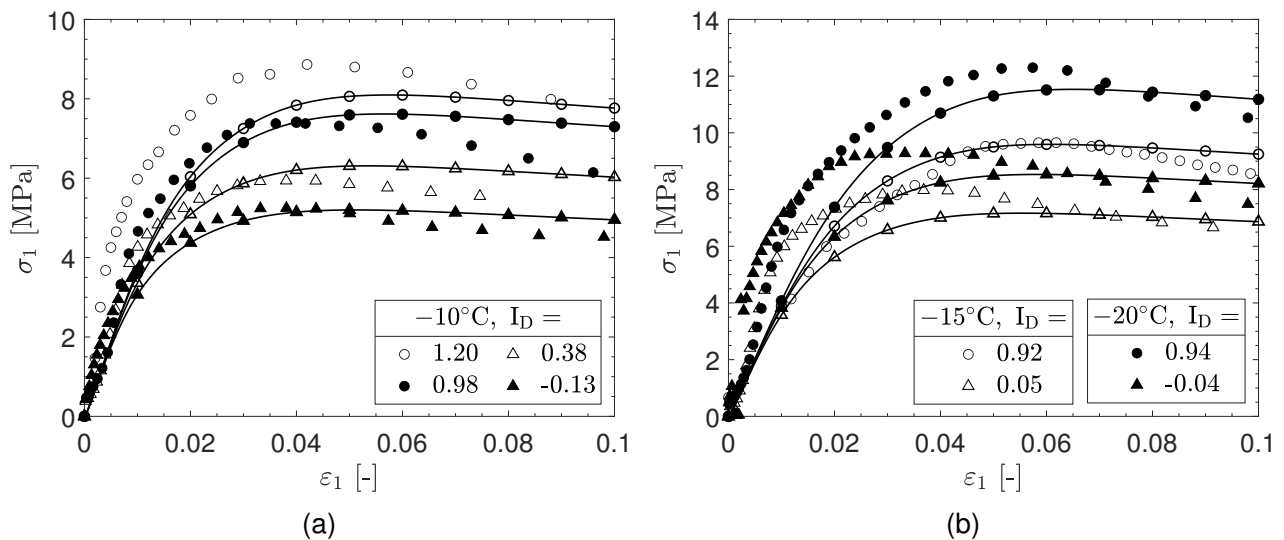 10
8
6
4
2
0
σ₁ [MPa]
0 0.02 0.04 0.06 0.08 0.1
ε₁ [-]
−10°C, I_D =
1.20 0.38
0.98 -0.13
(a)
14
12
10
8
6
4
2
0
σ₁ [MPa]
0 0.02 0.04 0.06 0.08 0.1
ε₁ [-]
−15°C, I_D =
0.92
0.05
−20°C, I_D =
0.94
-0.04
(b)